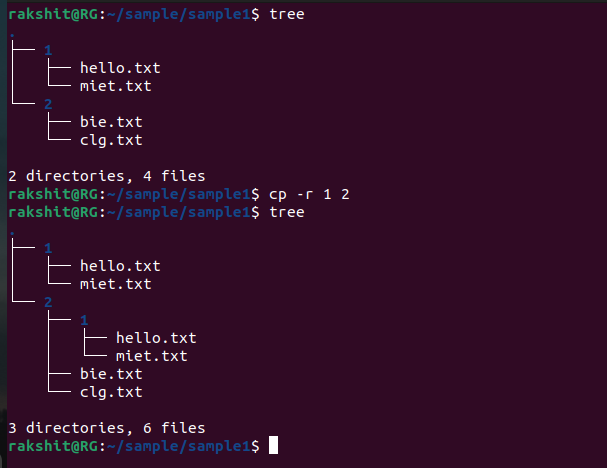 rakshit@RG:~/sample/sample1$ tree
.
├── 1
│   ├── hello.txt
│   └── miet.txt
└── 2
    ├── bie.txt
    └── clg.txt

2 directories, 4 files
rakshit@RG:~/sample/sample1$ cp -r 1 2
rakshit@RG:~/sample/sample1$ tree
.
├── 1
│   ├── hello.txt
│   └── miet.txt
└── 2
    ├── 1
    │   ├── hello.txt
    │   └── miet.txt
    ├── bie.txt
    └── clg.txt

3 directories, 6 files
rakshit@RG:~/sample/sample1$